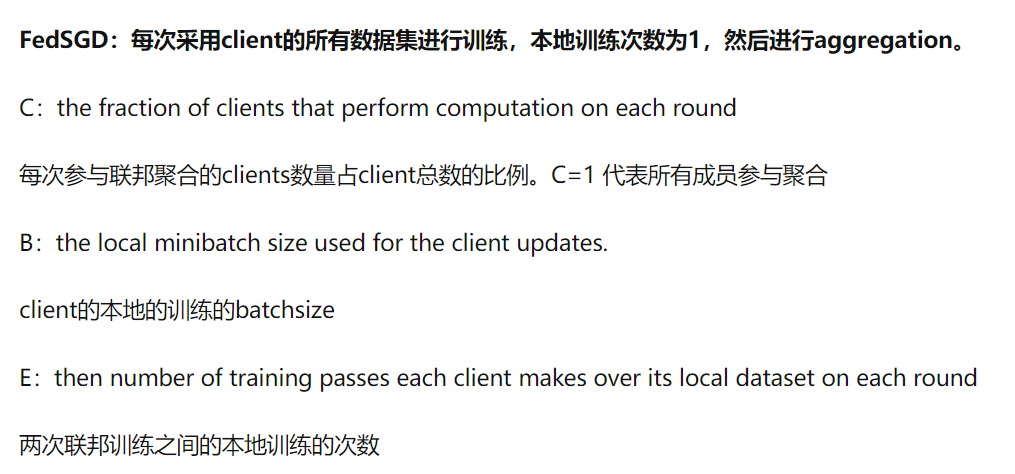 FedSGD：每次采用client的所有数据集进行训练，本地训练次数为1，然后进行aggregation。
C：the fraction of clients that perform computation on each round
每次参与联邦聚合的clients数量占client总数的比例。C=1 代表所有成员参与聚合
B：the local minibatch size used for the client updates.
client的本地的训练的batchsize
E：then number of training passes each client makes over its local dataset on each round
两次联邦训练之间的本地训练的次数